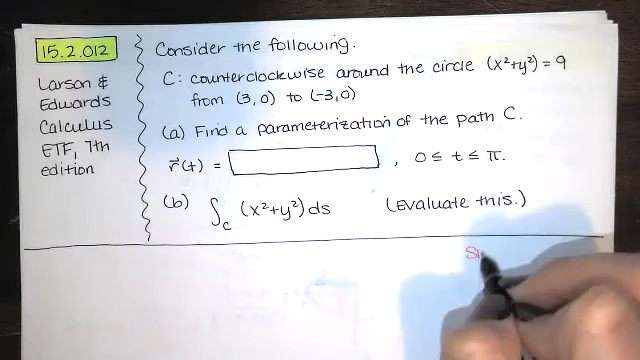 15.2.012
Larson &
Edwards
Calculus
ETF, 7th
edition
Consider the following.
C: counterclockwise around the circle (x²+y²) = 9
from (3,0) to (-3,0)
(a) Find a parameterization of the path C.
r⃗(t) = , 0 ≤ t ≤ π.
(b) ∫_C (x²+y²) ds (Evaluate this.)